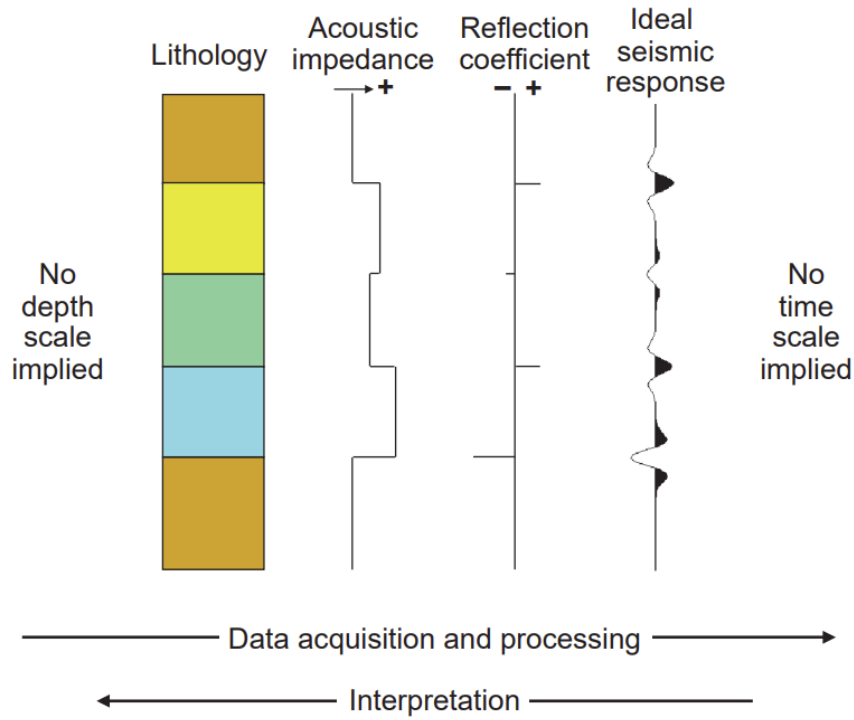 Lithology
Acoustic
impedance
+
Reflection
coefficient
− +
Ideal
seismic
response
No
depth
scale
implied
No
time
scale
implied
Data acquisition and processing
Interpretation